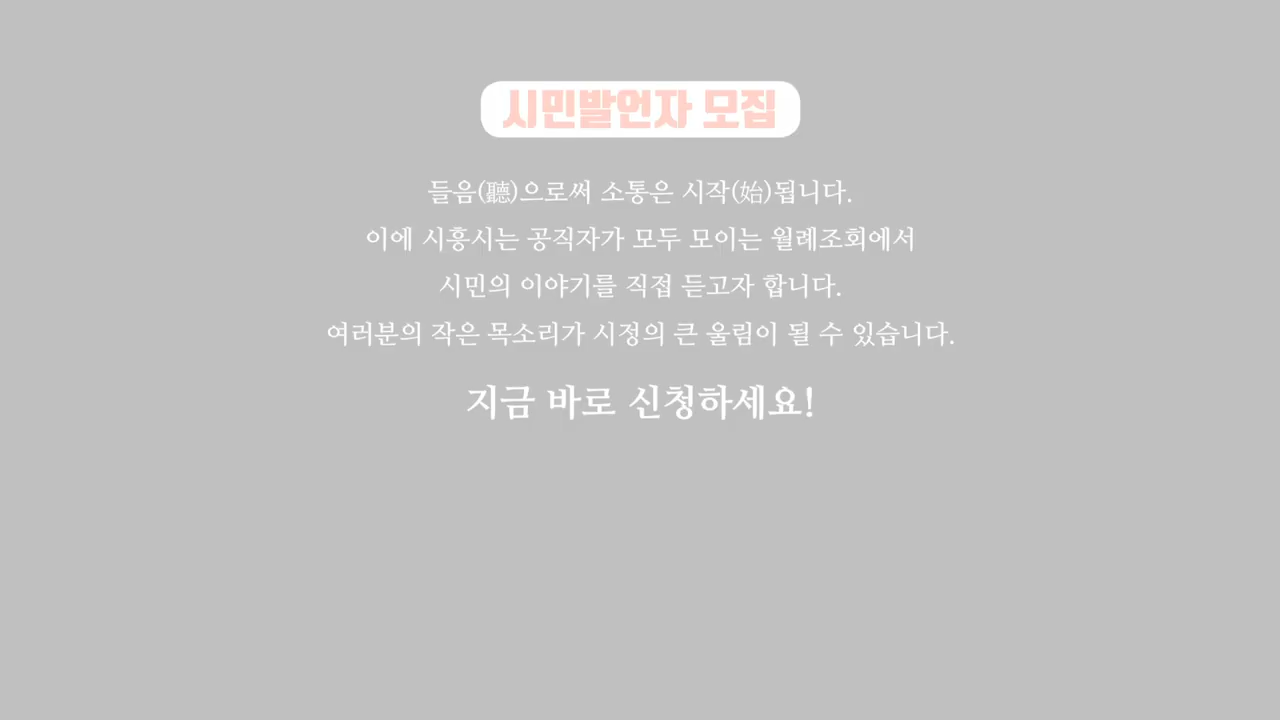 시민발언자 모집
들음(聽)으로써 소통은 시작(始)됩니다.
이에 시흥시는 공직자가 모두 모이는 월례조회에서
시민의 이야기를 직접 듣고자 합니다.
여러분의 작은 목소리가 시정의 큰 울림이 될 수 있습니다.
지금 바로 신청하세요!